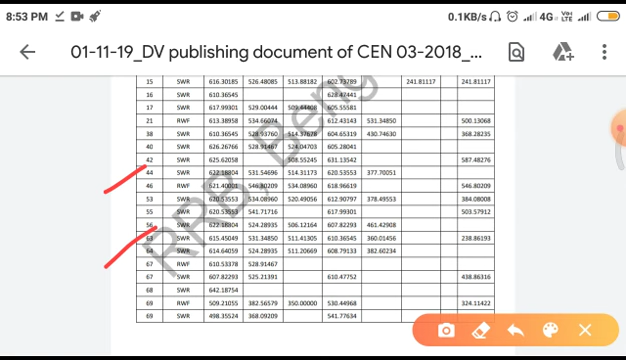 8:53 PM 0.1KB/s 4G VoI LTE
01-11-19_DV publishing document of CEN 03-2018_...
15 SWR 616.30185 526.48085 513.88182 602.73789 241.81117 241.81117
16 SWR 610.36545 628.47441
17 SWR 617.99301 529.00444 509.44408 605.55581
21 RWF 613.38958 534.66074 612.43143 531.34850 500.13068
38 SWR 610.36545 528.93760 514.37678 604.65319 430.74630 368.28235
40 SWR 626.26766 528.91467 524.04703 605.28041
42 SWR 625.62058 508.55245 631.13542 587.48276
44 SWR 622.18804 531.54696 514.31173 620.53553 377.70051
46 RWF 621.40001 546.80209 534.08960 618.96619 546.80209
53 SWR 620.53553 534.08960 520.49056 612.90797 378.49553 384.08008
55 SWR 620.53553 541.71716 617.99301 503.57912
56 SWR 622.18804 524.28935 506.12164 607.82293 461.42908
63 SWR 615.45049 531.34850 511.41305 610.36545 360.01456 238.86193
64 SWR 614.64059 524.28935 511.20669 608.79133 382.60234
67 RWF 610.53378 528.91467
67 SWR 607.82293 525.21391 610.47752 438.86316
68 SWR 642.18754
69 RWF 509.21055 382.56579 350.00000 530.44968 324.11422
69 SWR 498.35524 368.09209 541.77634
RRB, Beng